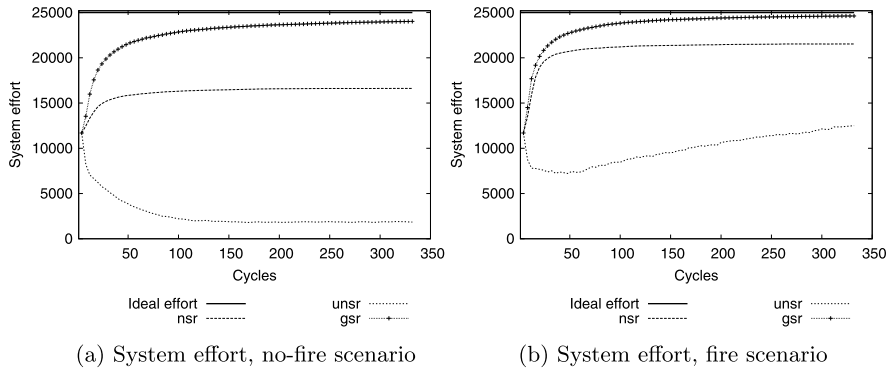 25000
20000
15000
10000
5000
0
System effort
50 100 150 200 250 300 350
Cycles
Ideal effort
nsr
unsr
gsr
(a) System effort, no-fire scenario
25000
20000
15000
10000
5000
0
System effort
50 100 150 200 250 300 350
Cycles
Ideal effort
nsr
unsr
gsr
(b) System effort, fire scenario